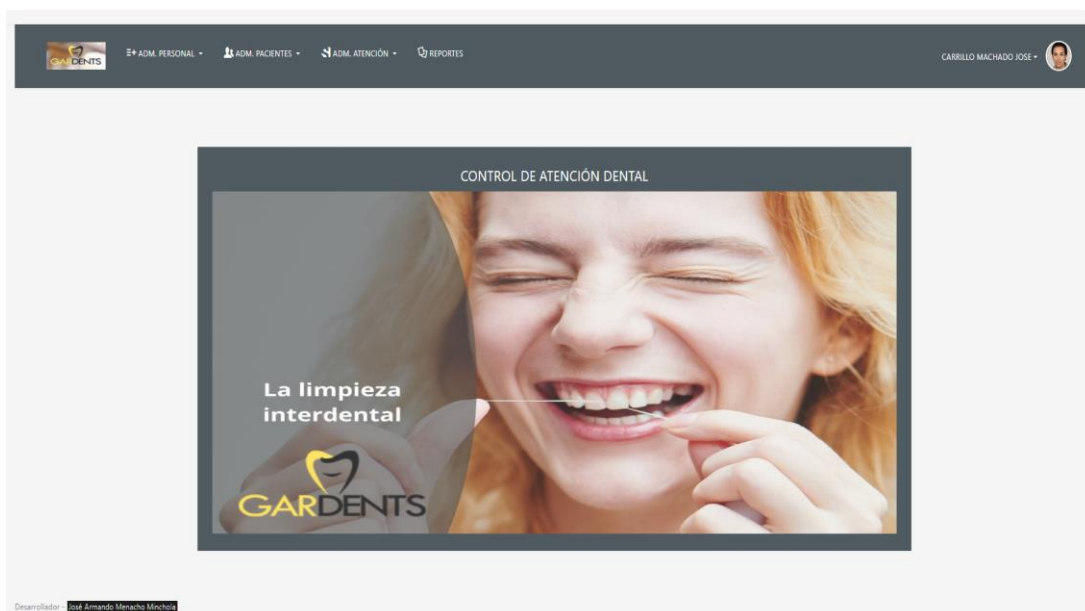 GARDENTS
ADM. PERSONAL
ADM. PACIENTES
ADM. ATENCIÓN
REPORTES
CARRILLO MACHADO JOSE
CONTROL DE ATENCIÓN DENTAL
La limpieza
interdental
GARDENTS
Desarrollador - José Armando Menacho Minchola